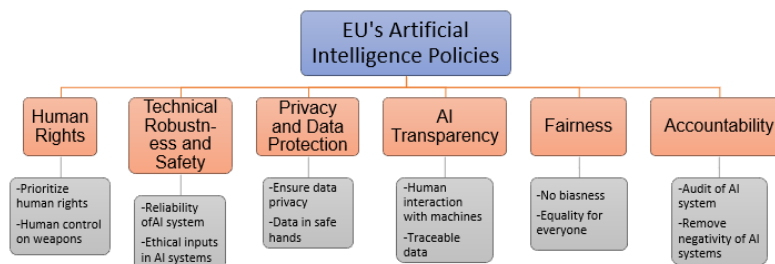 EU's Artificial
Intelligence Policies
Human
Rights
Technical
Robustn-
ess and
Safety
Privacy
and Data
Protection
AI
Transparency
Fairness
Accountability
-Prioritize
human rights
-Human control
on weapons
-Reliability
ofAI system
-Ethical inputs
in AI systems
-Ensure data
privacy
-Data in safe
hands
-Human
interaction
with machines
-Traceable
data
-No biasness
-Equality for
everyone
-Audit of AI
system
-Remove
negativity of AI
systems